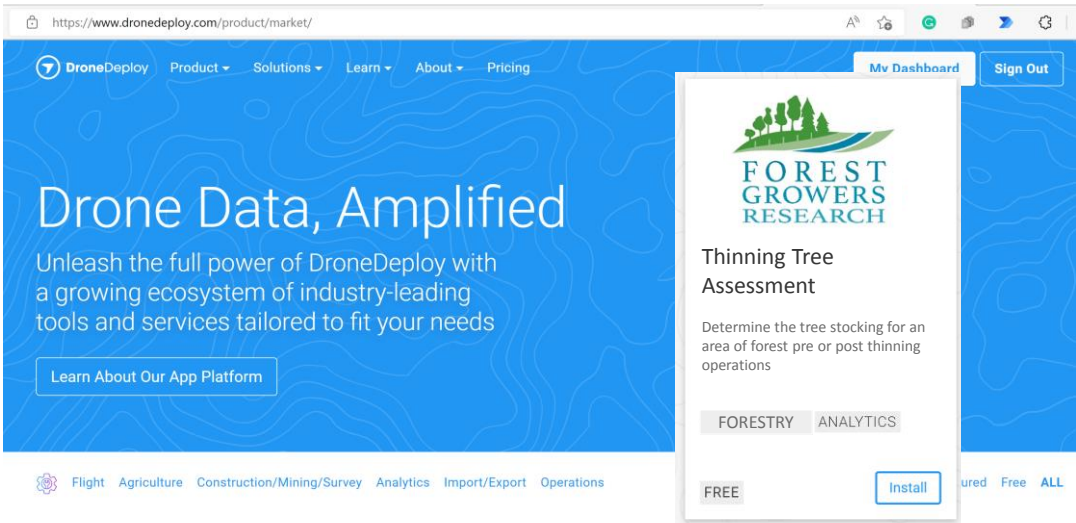 https://www.dronedeploy.com/product/market/
DroneDeploy Product Solutions Learn About Pricing My Dashboard Sign Out
Drone Data, Amplified
Unleash the full power of DroneDeploy with
a growing ecosystem of industry-leading
tools and services tailored to fit your needs
Learn About Our App Platform
FOREST
GROWERS
RESEARCH
Thinning Tree
Assessment
Determine the tree stocking for an
area of forest pre or post thinning
operations
FORESTRY ANALYTICS
FREE Install
Flight Agriculture Construction/Mining/Survey Analytics Import/Export Operations ured Free ALL